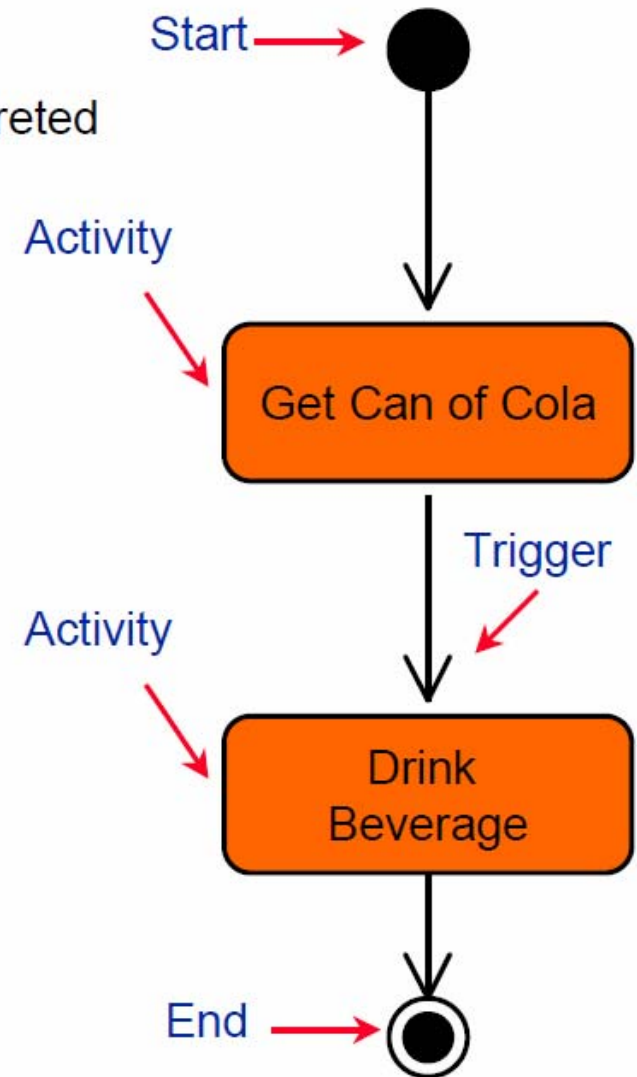 Start
reted
Activity
Get Can of Cola
Trigger
Activity
Drink
Beverage
End